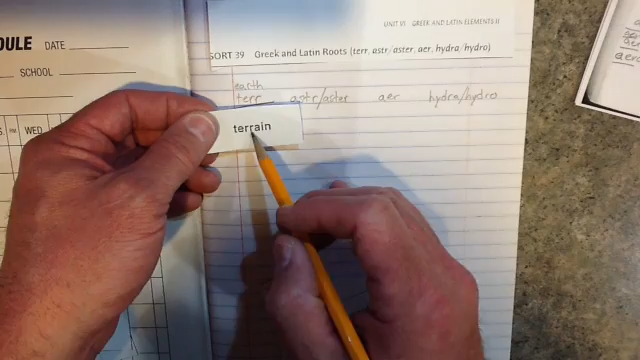 DULE DATE
SCHOOL
WED
UNIT VI GREEK AND LATIN ELEMENTS II
SORT 39 Greek and Latin Roots (terr, astr/aster, aer, hydra/hydro)
earth
terr astr/aster aer hydra/hydro
terrain